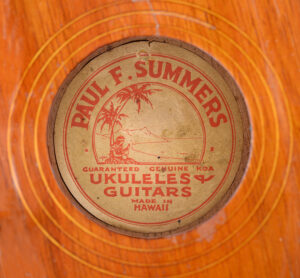 PAUL F. SUMMERS
GUARANTEED GENUINE KOA
UKULELES &
GUITARS
MADE IN
HAWAII